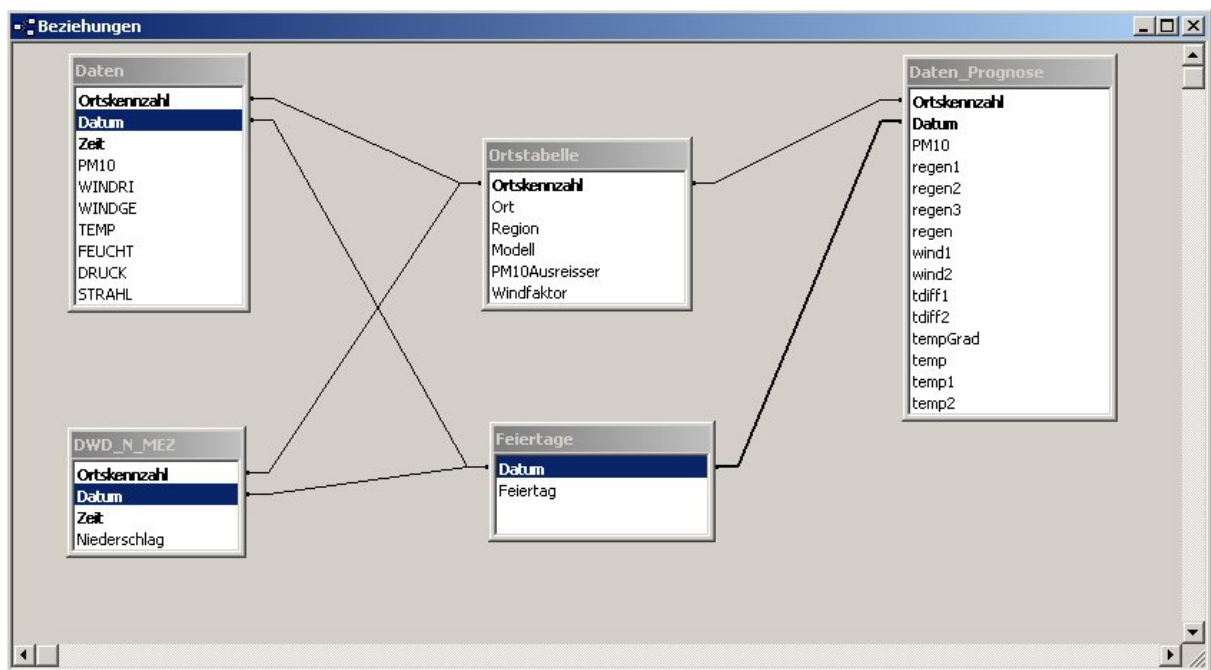 Beziehungen
Daten
Ortskennzahl
Datum
Zeit
PM10
WINDRI
WINDGE
TEMP
FEUCHT
DRUCK
STRAHL
Ortstabelle
Ortskennzahl
Ort
Region
Modell
PM10Ausreisser
Windfaktor
Daten_Prognose
Ortskennzahl
Datum
PM10
regen1
regen2
regen3
regen
wind1
wind2
tdiff1
tdiff2
tempGrad
temp
temp1
temp2
DWD_N_MEZ
Ortskennzahl
Datum
Zeit
Niederschlag
Feiertage
Datum
Feiertag